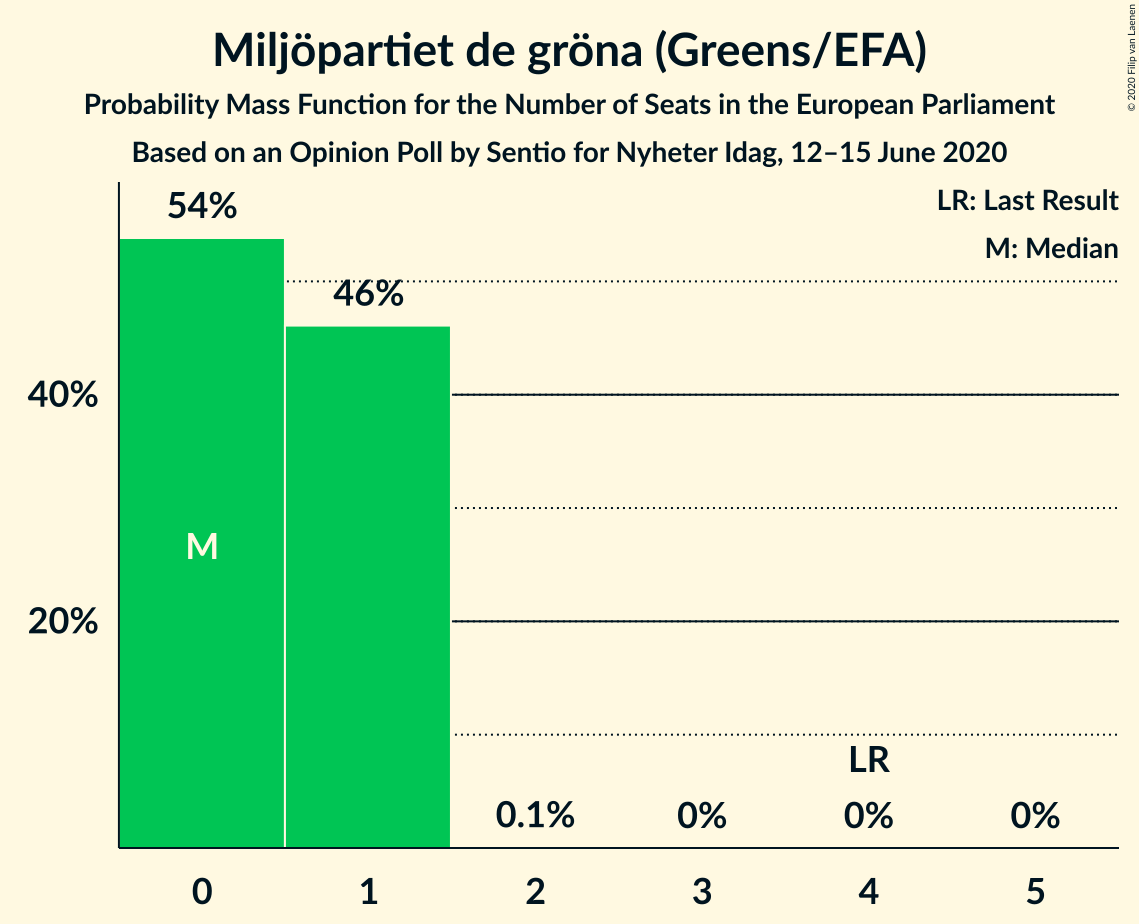 Miljöpartiet de gröna (Greens/EFA)
Probability Mass Function for the Number of Seats in the European Parliament
Based on an Opinion Poll by Sentio for Nyheter Idag, 12–15 June 2020
© 2020 Filip van Laenen
LR: Last Result
M: Median
54%
46%
40%
M
20%
LR
0.1% 0% 0% 0%
0 1 2 3 4 5